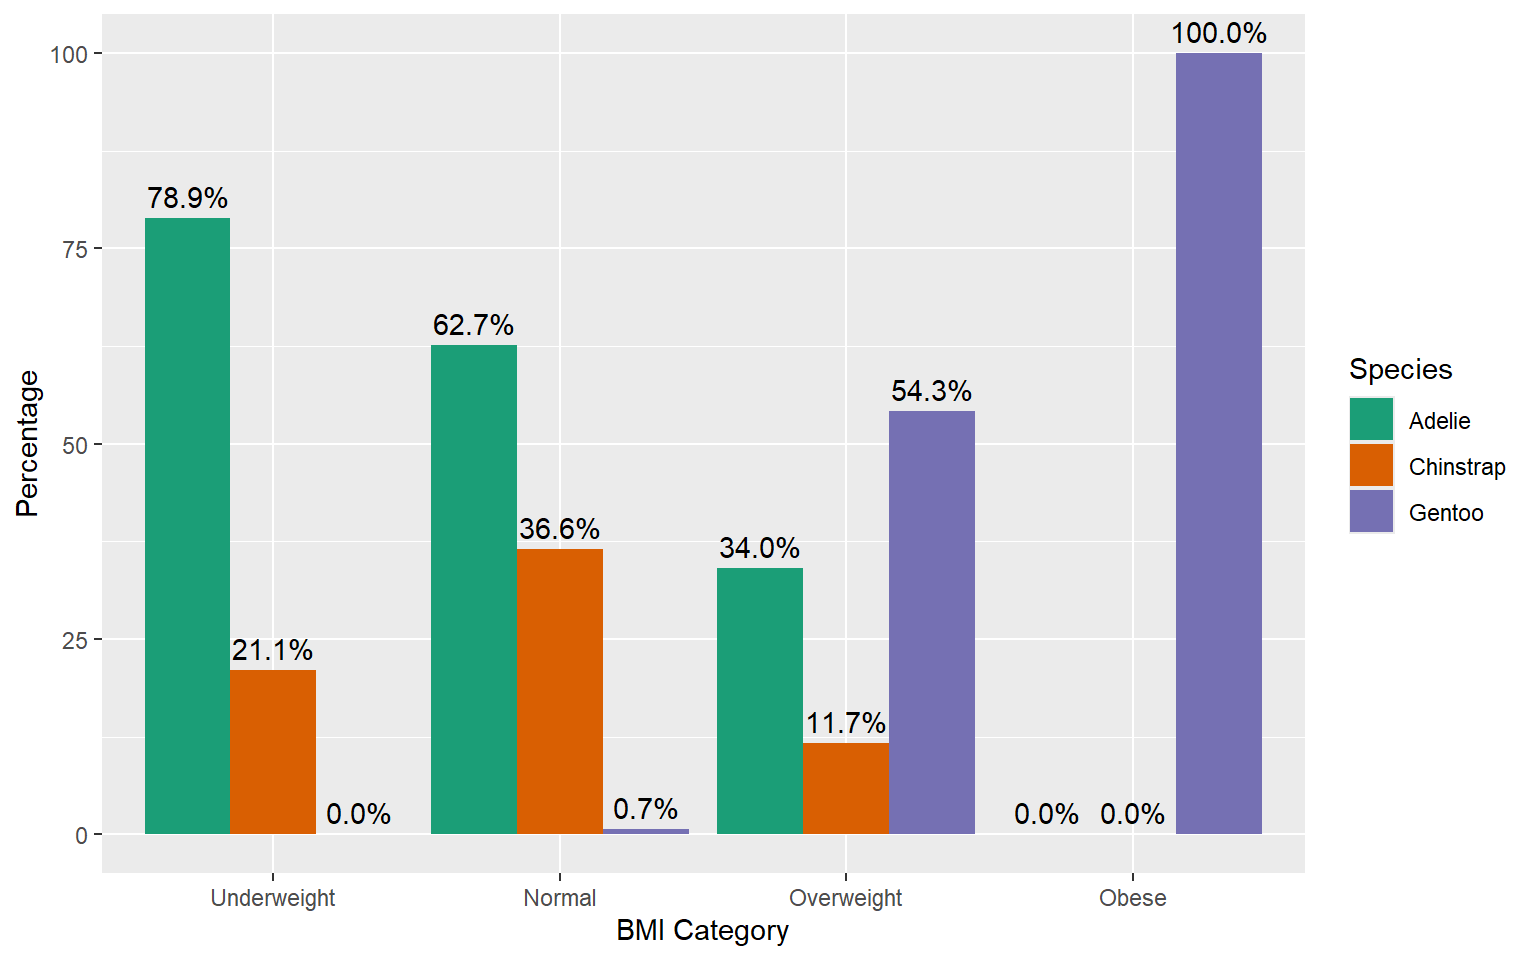 100.0%
100
78.9%
75
62.7%
54.3%
50
36.6%
34.0%
25
21.1%
11.7%
0.0%
0.7%
0.0%
0.0%
0
Underweight
Normal
Overweight
Obese
BMI Category
Percentage
Species
Adelie
Chinstrap
Gentoo